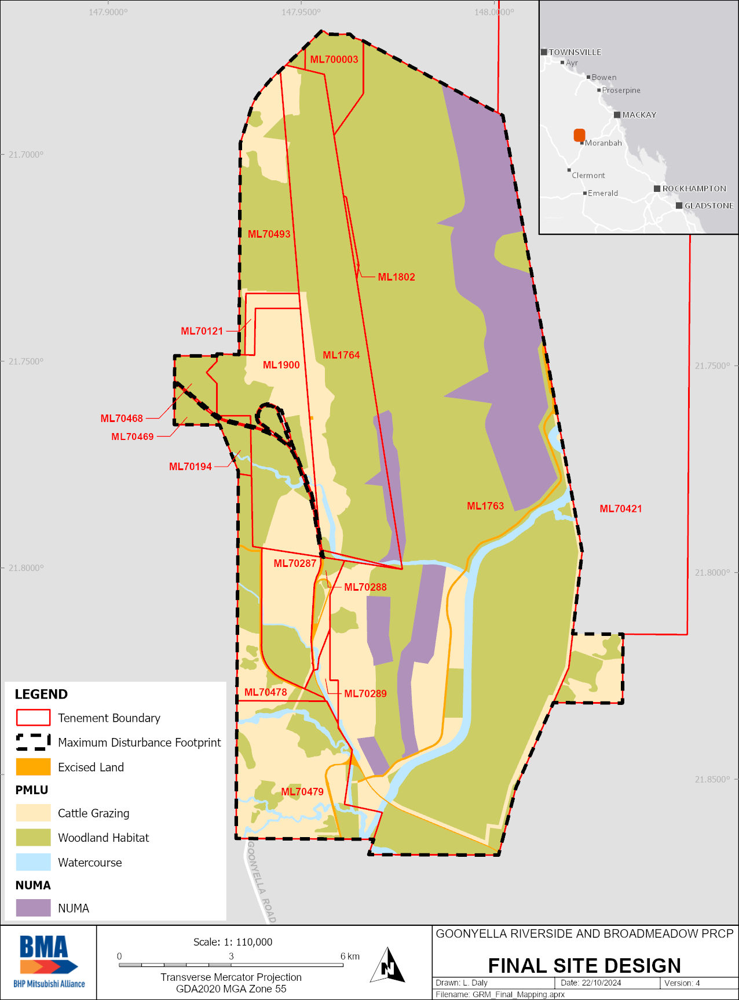 147.9000°
147.9500°
148.0000°
TOWNSVILLE
Ayr
Bowen
Proserpine
MACKAY
Moranbah
Clermont
Emerald
ROCKHAMPTON
GLADSTONE
21.7000°
21.7500°
21.7500°
21.8000°
21.8000°
21.8500°
ML700003
ML70493
ML1802
ML70121
ML1764
ML1900
ML70468
ML70469
ML70194
ML1763
ML70421
ML70287
ML70288
ML70478
ML70289
ML70479
GOONYELLA ROAD
LEGEND
Tenement Boundary
Maximum Disturbance Footprint
Excised Land
PMLU
Cattle Grazing
Woodland Habitat
Watercourse
NUMA
NUMA
BMA
BHP Mitsubishi Alliance
Scale: 1: 110,000
0 3 6 km
Transverse Mercator Projection
GDA2020 MGA Zone 55
N
GOONYELLA RIVERSIDE AND BROADMEADOW PRCP
FINAL SITE DESIGN
Drawn: L. Daly
Date: 22/10/2024
Version: 4
Filename: GRM_Final_Mapping.aprx